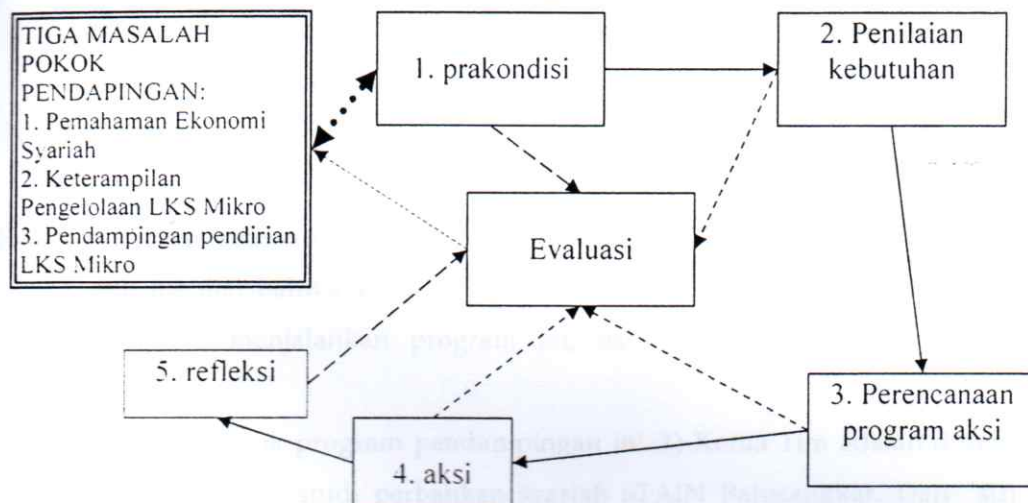 TIGA MASALAH
POKOK
PENDAPINGAN:
1. Pemahaman Ekonomi
Syariah
2. Keterampilan
Pengelolaan LKS Mikro
3. Pendampingan pendirian
LKS Mikro
1. prakondisi
2. Penilaian
kebutuhan
Evaluasi
5. refleksi
4. aksi
3. Perencanaan
program aksi
menjalankan program
program pendampingan ini
perbankan syariah STAIN